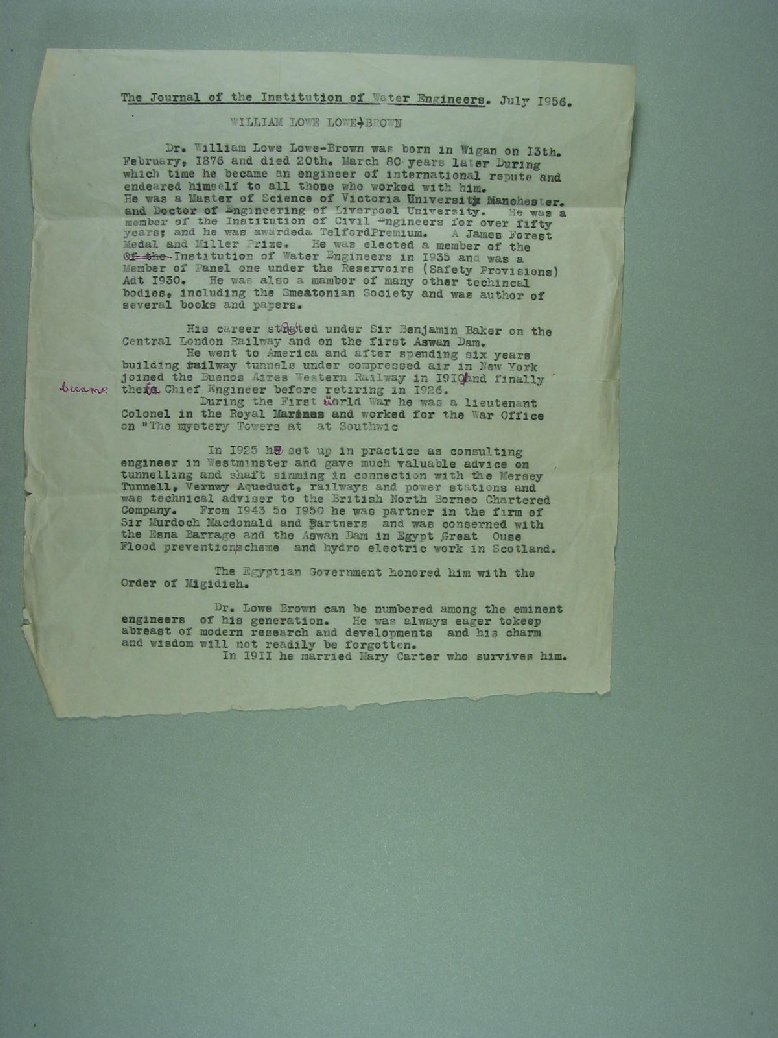 The Journal of the Institution of Water Engineers. July 1956.
WILLIAM LOWE LOWE-BROWN
Dr. William Lowe Lowe-Brown was born in Wigan on 13th.
February, 1876 and died 20th. March 80 years later During
which time he became an engineer of international repute and
endeared himself to all those who worked with him.
He was a Master of Science of Victoria University Manchester.
and Doctor of Engineering of Liverpool University. He was a
member of the Institution of Civil Engineers for over fifty
years; and he was awardeda TelfordPremium. A James Forest
Medal and Miller Prize. He was elected a member of the
Of the Institution of Water Engineers in 1935 and was a
Member of Panel one under the Reservoirs (Safety Provisions)
Adt 1930. He was also a mambor of many other techincal
bodies, including the Smeatonian Society and was author of
several books and papers.
His career started under Sir Benjamin Baker on the
Central London Railway and on the first Aswan Dam.
He went to America and after spending six years
building railway tunnels under compressed air in New York
joined the Buenos Aires Western Railway in 1910 and finally
became their Chief Engineer before retiring in 1926.
During the First World War he was a lieutenant
Colonel in the Royal Marines and worked for the War Office
on "The mystery Towers at at Southwic
In 1925 he set up in practice as consulting
engineer in Westminster and gave much valuable advice on
tunnelling and shaft sinming in connection with the Mersey
Tunnell, Vernwy Aqueduct, railways and power stations and
was technical adviser to the British North Borneo Chartered
Company. From 1943 5o 1950 he was partner in the firm of
Sir Murdoch Macdonald and Partners and was conserned with
the Esna Barrage and the Aswan Dam in Egypt Great Ouse
Flood prevention scheme and hydro electric work in Scotland.
The Egyptian Government honored him with the
Order of Migidieh.
Dr. Lowe Brown can be numbered among the eminent
engineers of his generation. He was always eager tokeep
abreast of modern research and developments and his charm
and wisdom will not readily be forgotten.
In 1911 he married Mary Carter who survives him.